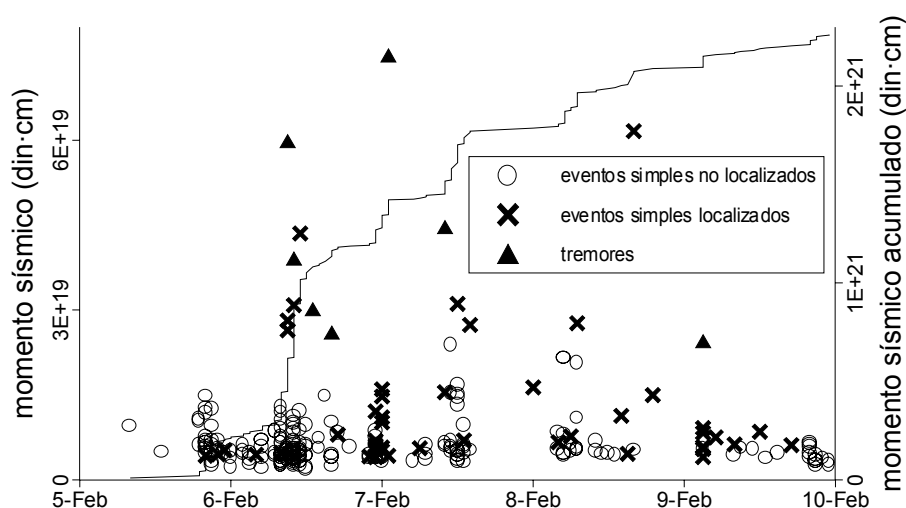 momento sísmico (din·cm)
6E+19
3E+19
0
eventos simples no localizados
eventos simples localizados
tremores
2E+21
1E+21
0
momento sísmico acumulado (din·cm)
5-Feb 6-Feb 7-Feb 8-Feb 9-Feb 10-Feb